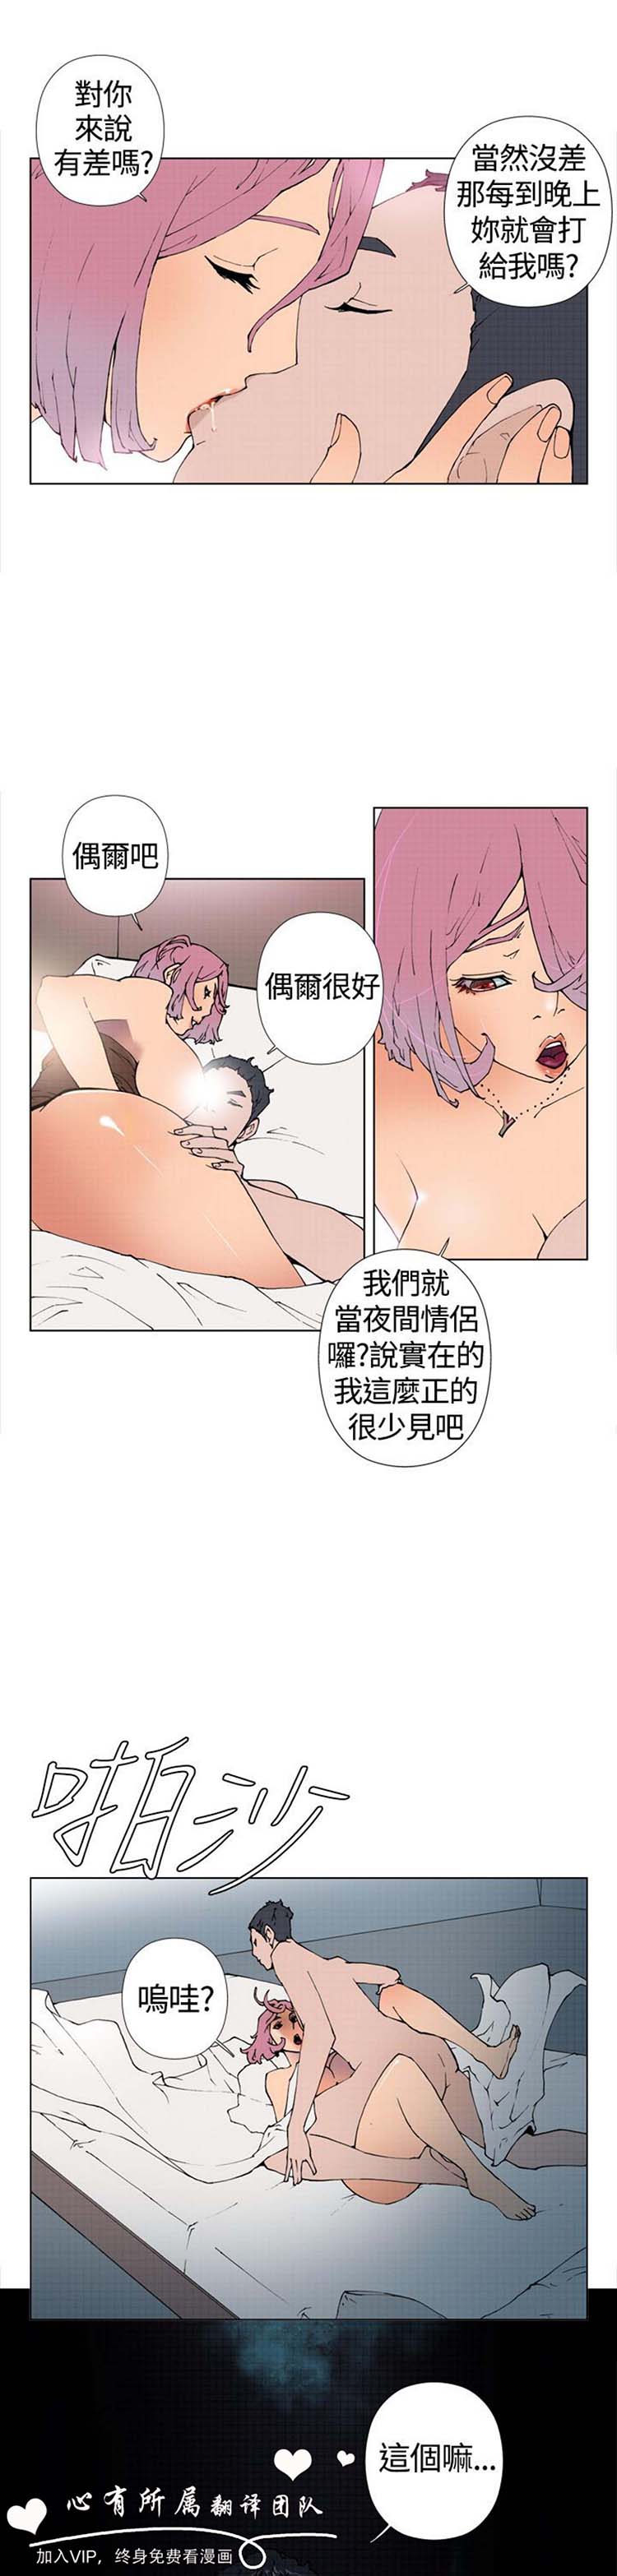 對你
來說
有差嗎?
當然沒差
那每到晚上
妳就會打
給我嗎?
偶爾吧
偶爾很好
我們就
當夜間情侶
囉?說實在的
我這麼正的
很少見吧
啪沙
嗚哇?
這個嘛...
心有所属翻译团队
加入VIP，终身免费看漫画